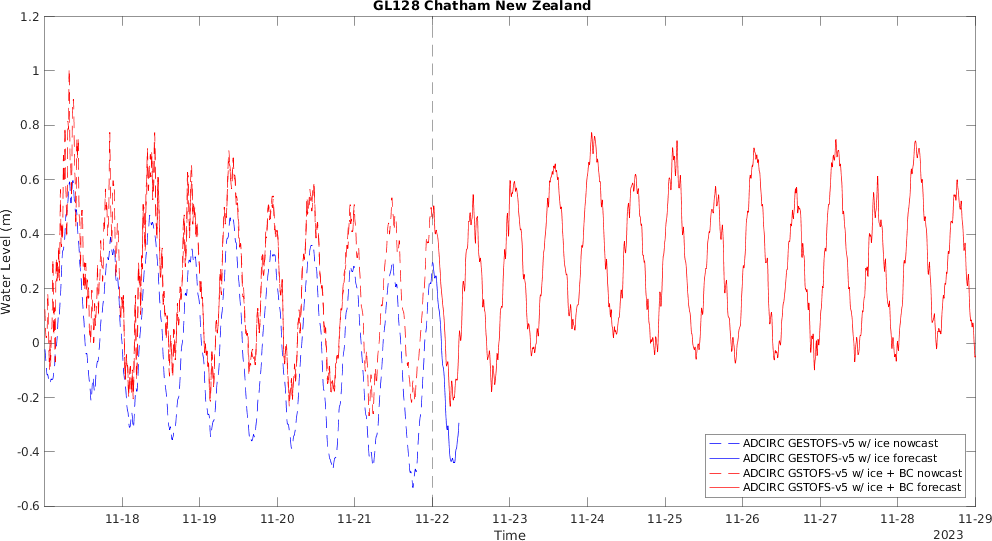 GL128 Chatham New Zealand
1.2
1
0.8
0.6
0.4
0.2
0
-0.2
-0.4
-0.6
Water Level (m)
ADCIRC GESTOFS-v5 w/ ice nowcast
ADCIRC GESTOFS-v5 w/ ice forecast
ADCIRC GSTOFS-v5 w/ ice + BC nowcast
ADCIRC GSTOFS-v5 w/ ice + BC forecast
11-18 11-19 11-20 11-21 11-22 11-23 11-24 11-25 11-26 11-27 11-28 11-29
Time
2023